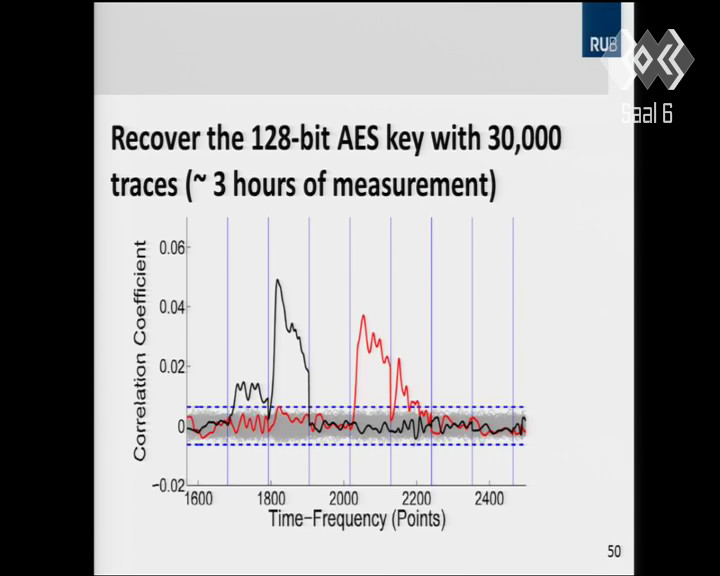 RUB
Saal 6
Recover the 128-bit AES key with 30,000
traces (~ 3 hours of measurement)
Correlation Coefficient
0.06
0.04
0.02
0
−0.02
1600 1800 2000 2200 2400
Time−Frequency (Points)
50